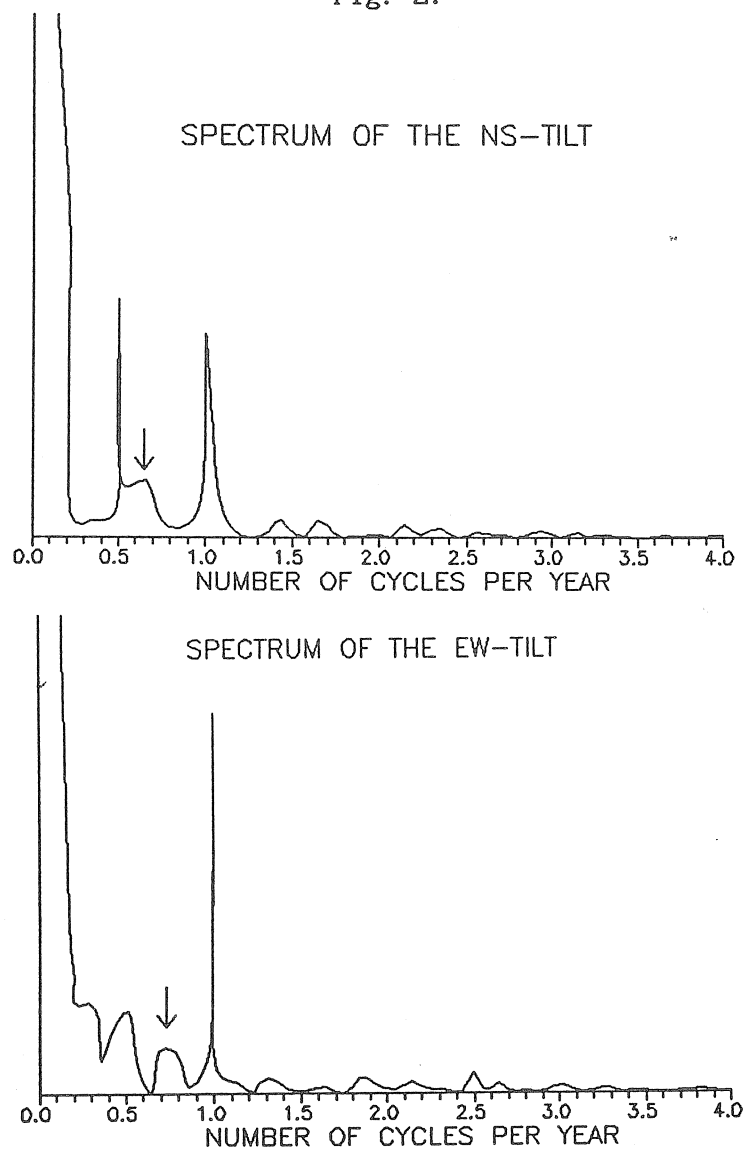 Fig. 2.
SPECTRUM OF THE NS-TILT
0.0 0.5 1.0 1.5 2.0 2.5 3.0 3.5 4.0
NUMBER OF CYCLES PER YEAR
SPECTRUM OF THE EW-TILT
0.0 0.5 1.0 1.5 2.0 2.5 3.0 3.5 4.0
NUMBER OF CYCLES PER YEAR